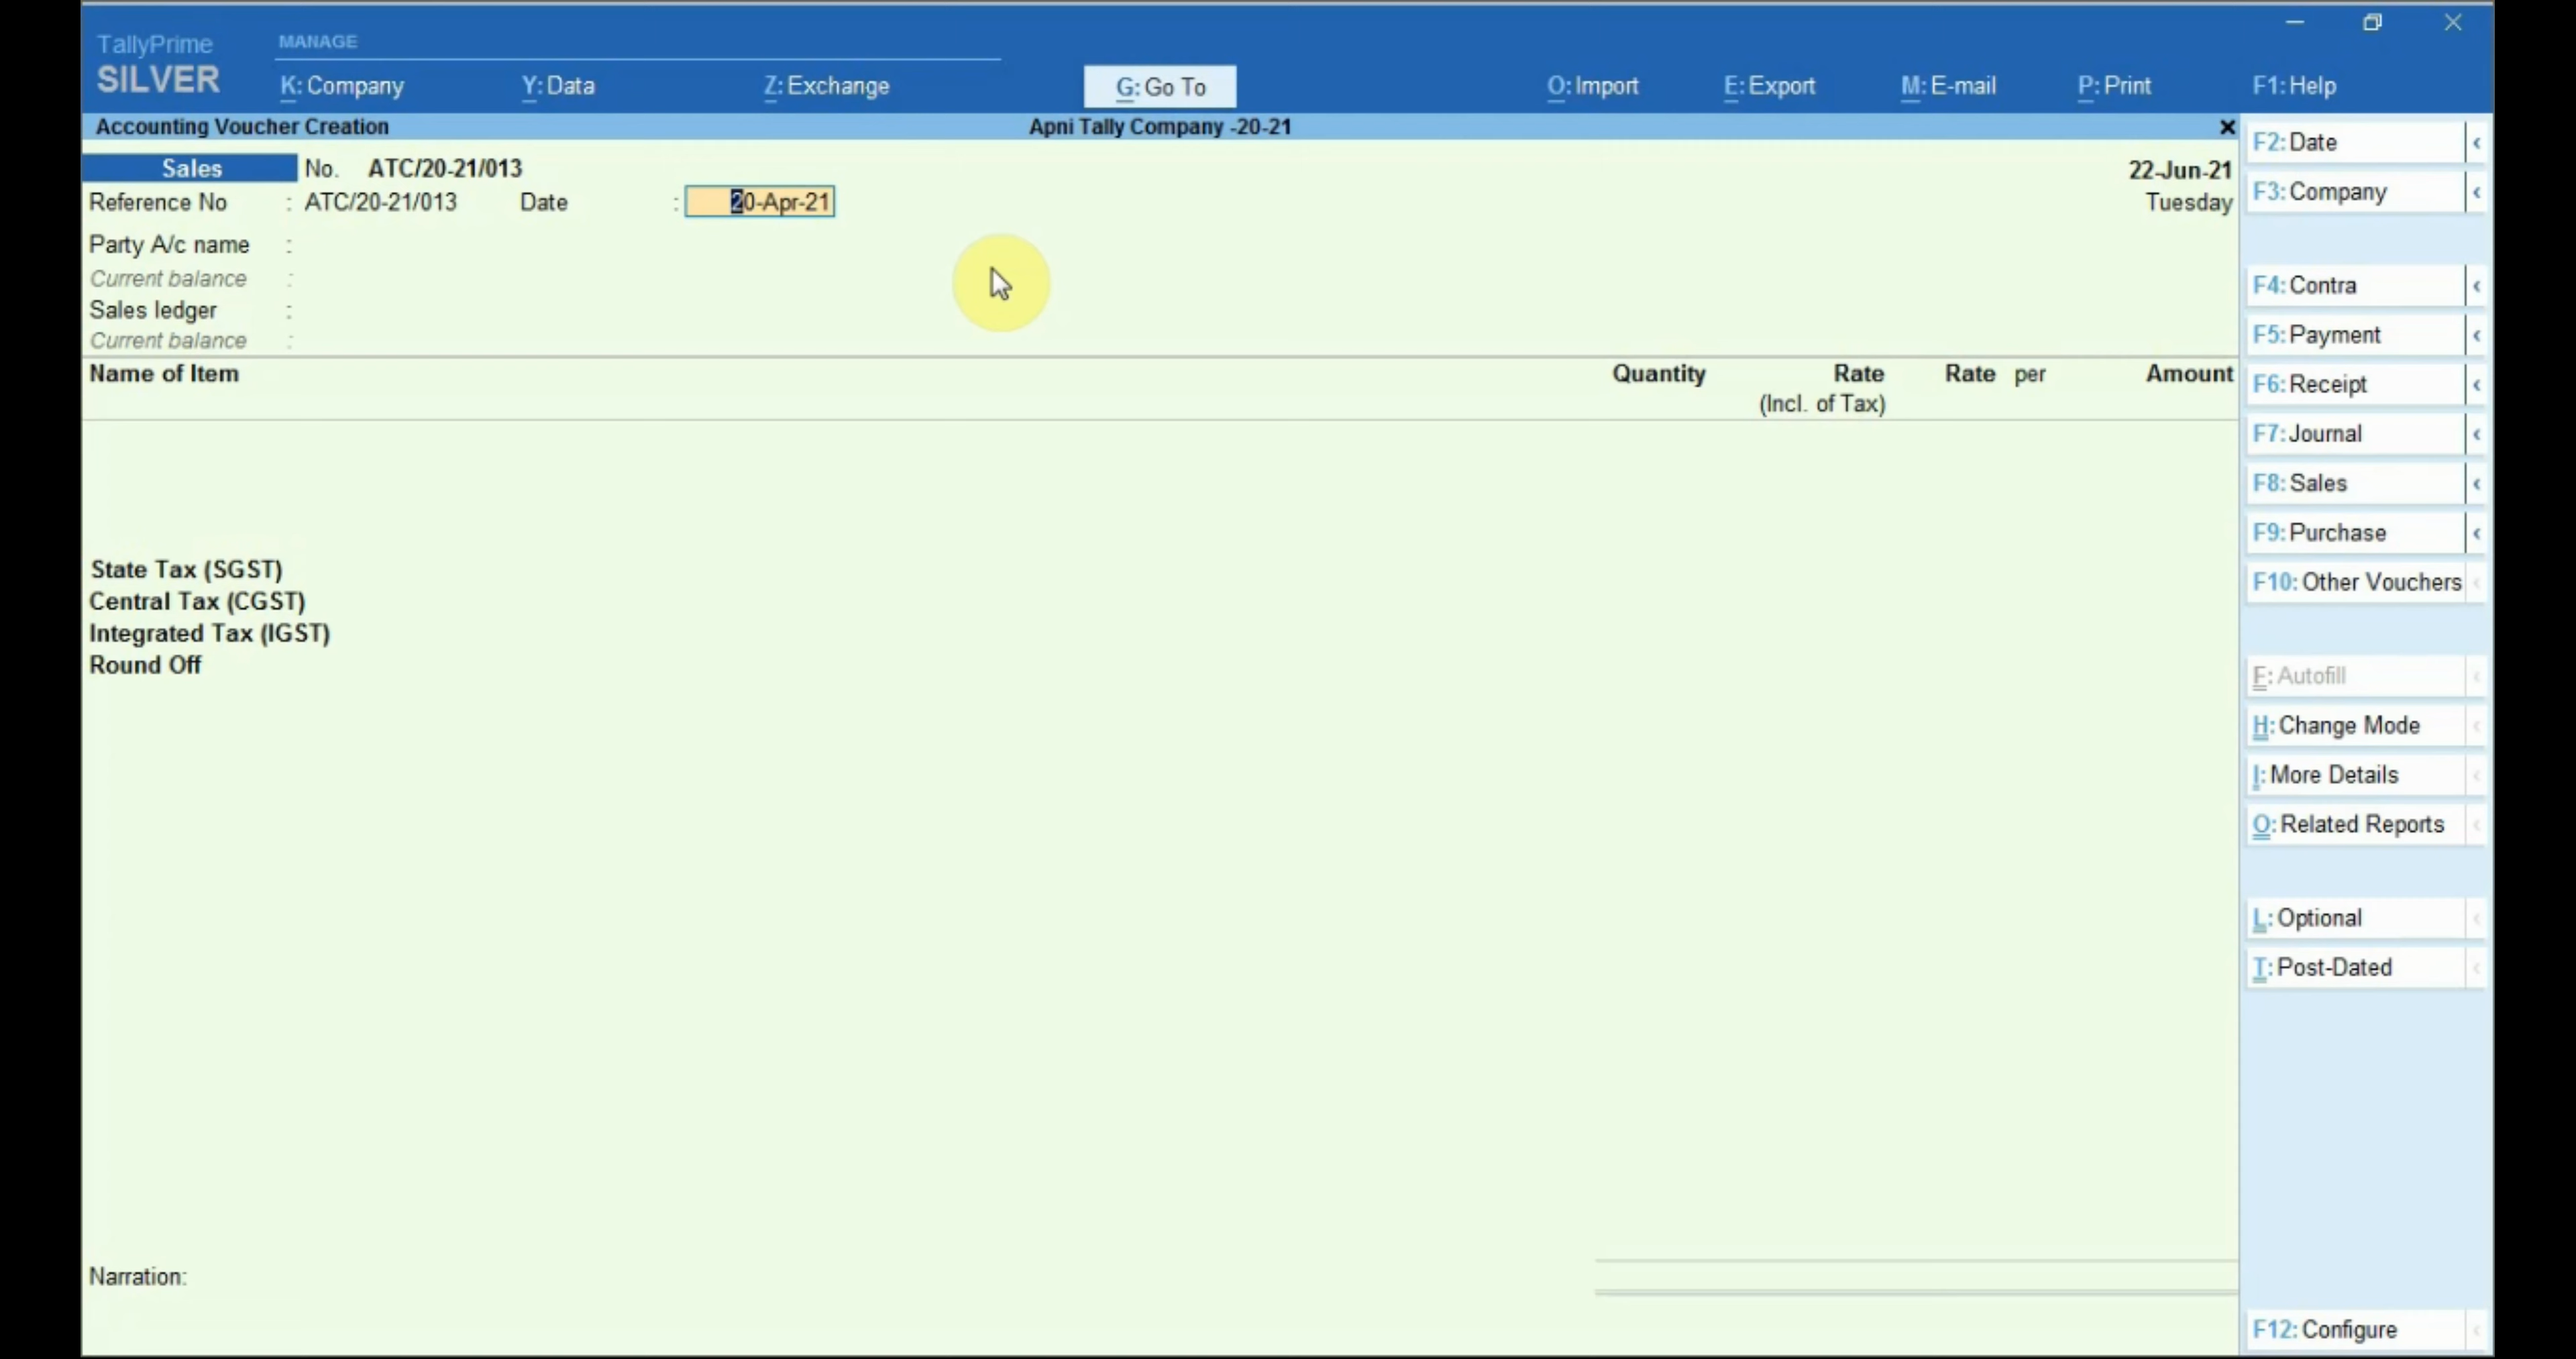 TallyPrime
SILVER
MANAGE
K: Company Y: Data Z: Exchange G: Go To O: Import E: Export M: E-mail P: Print F1: Help
Accounting Voucher Creation Apni Tally Company -20-21
Sales No. ATC/20-21/013 22-Jun-21
Reference No : ATC/20-21/013 Date : 20-Apr-21 Tuesday
Party A/c name :
Current balance :
Sales ledger :
Current balance :
Name of Item Quantity Rate Rate per Amount
(Incl. of Tax)
State Tax (SGST)
Central Tax (CGST)
Integrated Tax (IGST)
Round Off
Narration:
F2: Date
F3: Company
F4: Contra
F5: Payment
F6: Receipt
F7: Journal
F8: Sales
F9: Purchase
F10: Other Vouchers
F: Autofill
H: Change Mode
I: More Details
O: Related Reports
L: Optional
T: Post-Dated
F12: Configure